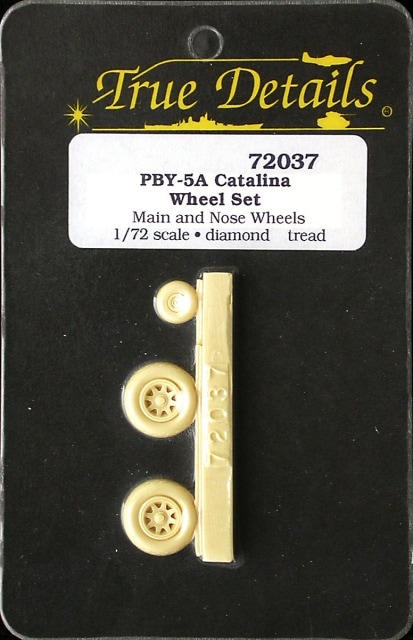 True Details
72037
PBY-5A Catalina
Wheel Set
Main and Nose Wheels
1/72 scale • diamond tread
72037